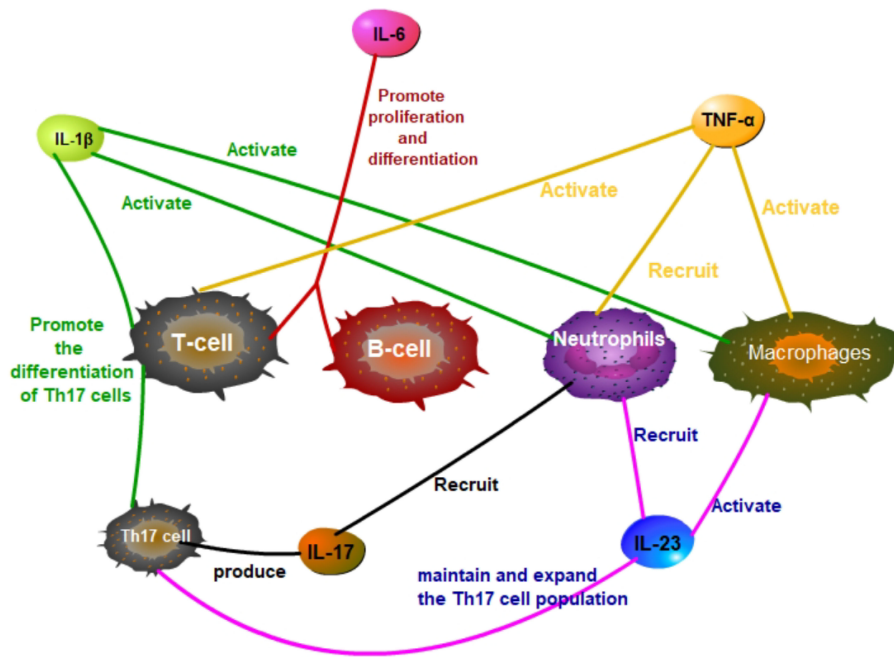 IL-6
Promote
proliferation
and
differentiation
TNF-α
IL-1β
Activate
Activate
Activate
Activate
Recruit
T-cell
B-cell
Neutrophils
Macrophages
Promote
the
differentiation
of Th17 cells
Recruit
Recruit
Activate
Th17 cell
IL-17
IL-23
produce
maintain and expand
the Th17 cell population